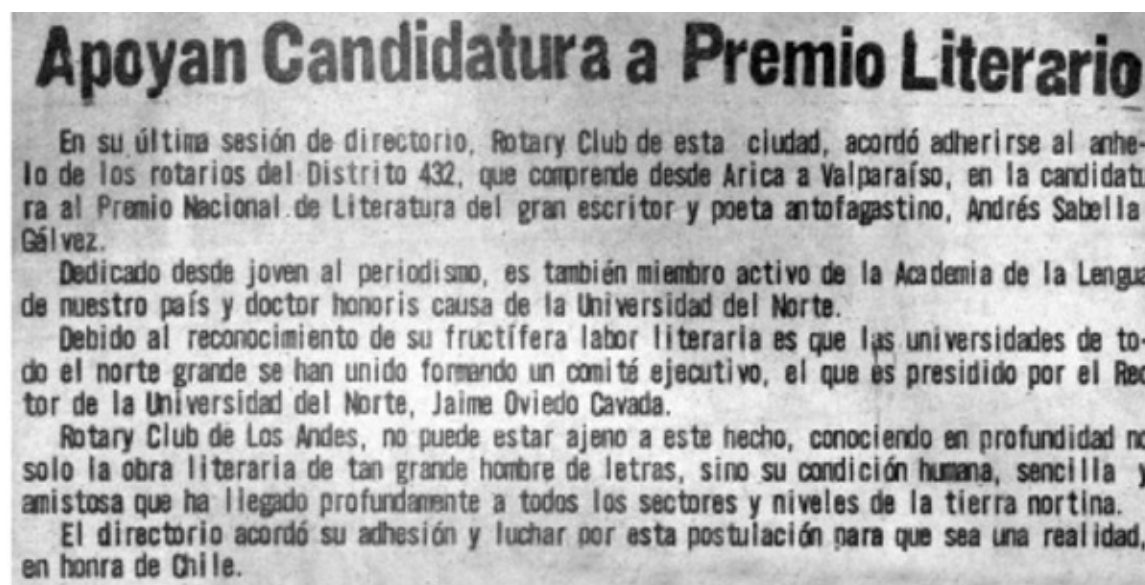 Apoyan Candidatura a Premio Literario
En su última sesión de directorio, Rotary Club de esta ciudad, acordó adherirse al anhe-
lo de los rotarios del Distrito 432, que comprende desde Arica a Valparaíso, en la candidatu
ra al Premio Nacional de Literatura del gran escritor y poeta antofagastino, Andrés Sabella
Gálvez.
Dedicado desde joven al periodismo, es también miembro activo de la Academia de la Lengua
de nuestro país y doctor honoris causa de la Universidad del Norte.
Debido al reconocimiento de su fructífera labor literaria es que las universidades de to-
do el norte grande se han unido formando un comité ejecutivo, el que es presidido por el Rec
tor de la Universidad del Norte, Jaime Oviedo Cavada.
Rotary Club de Los Andes, no puede estar ajeno a este hecho, conociendo en profundidad no
solo la obra literaria de tan grande hombre de letras, sino su condición humana, sencilla y
amistosa que ha llegado profundamente a todos los sectores y niveles de la tierra nortina.
El directorio acordó su adhesión y luchar por esta postulación para que sea una realidad,
en honra de Chile.